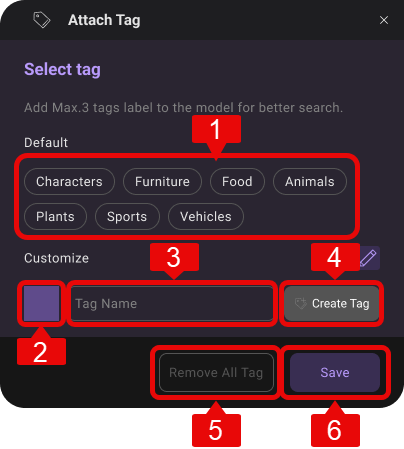 Attach Tag
Select tag
Add Max.3 tags label to the model for better search.
Default
1
Characters Furniture Food Animals
Plants Sports Vehicles
Customize
3
4
Tag Name
Create Tag
2
Remove All Tag
Save
5
6